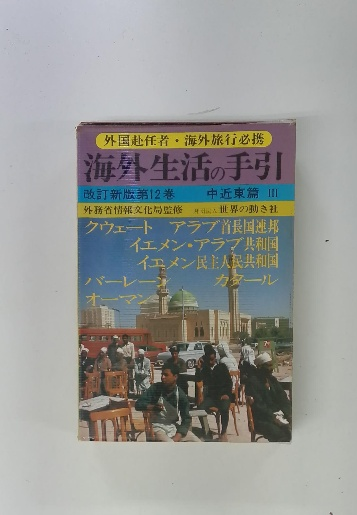 外国赴任者・海外旅行必携
海外生活の手引
改訂新版第12巻 中近東篇 III
外務省情報文化局監修 世界の動き社
クウェート アラブ首長国連邦
イエメン・アラブ共和国
イエメン民主人民共和国
バーレーン カタール
オーマン